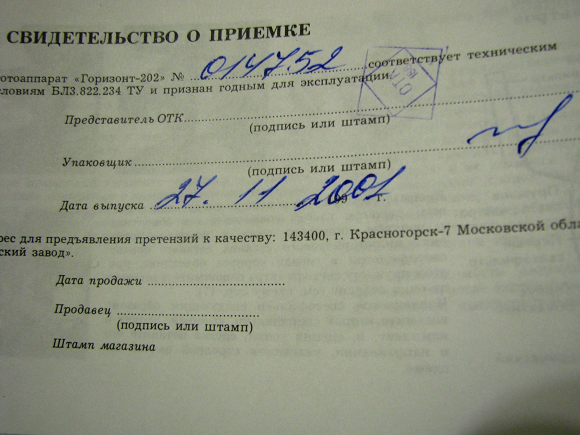 СВИДЕТЕЛЬСТВО О ПРИЕМКЕ
отоаппарат «Горизонт-202» № 014752 соответствует техническим
словиям БЛ3.822.234 ТУ и признан годным для эксплуатации.
Представитель ОТК
(подпись или штамп)
Упаковщик
(подпись или штамп)
Дата выпуска 27. 11 2001 г.
рес для предъявления претензий к качеству: 143400, г. Красногорск-7 Московской обла
ский завод».
Дата продажи
Продавец
(подпись или штамп)
Штамп магазина